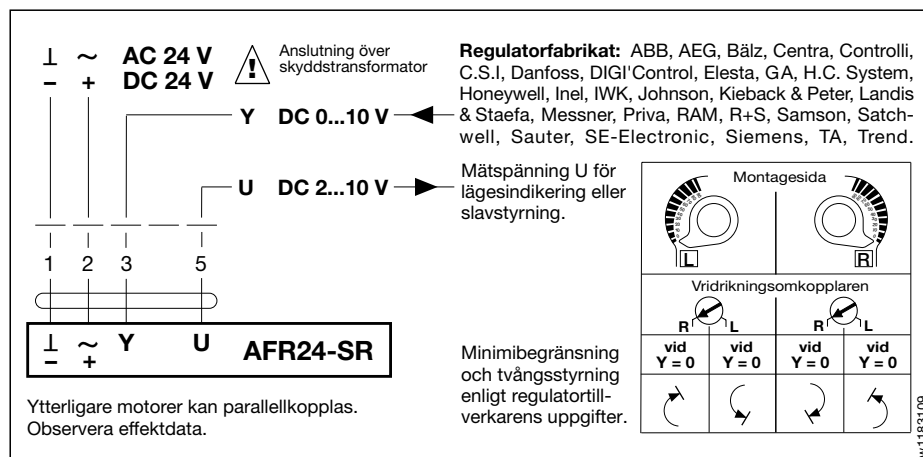 ⊥ ~ AC 24 V
– + DC 24 V
Anslutning över
skyddstransformator
Y DC 0...10 V
U DC 2...10 V
1 2 3 5
⊥ ~ Y U AFR24-SR
– +
Ytterligare motorer kan parallellkopplas.
Observera effektdata.
Regulatorfabrikat: ABB, AEG, Bälz, Centra, Controlli,
C.S.I, Danfoss, DIGI'Control, Elesta, GA, H.C. System,
Honeywell, Inel, IWK, Johnson, Kieback & Peter, Landis
& Staefa, Messner, Priva, RAM, R+S, Samson, Satch-
well, Sauter, SE-Electronic, Siemens, TA, Trend.
Mätspänning U för
lägesindikering eller
slavstyrning.
Minimibegränsning
och tvångsstyrning
enligt regulatortill-
verkarens uppgifter.
Montagesida
L R
Vridrikningsomkopplaren
R L R L
vid vid vid vid
Y = 0 Y = 0 Y = 0 Y = 0